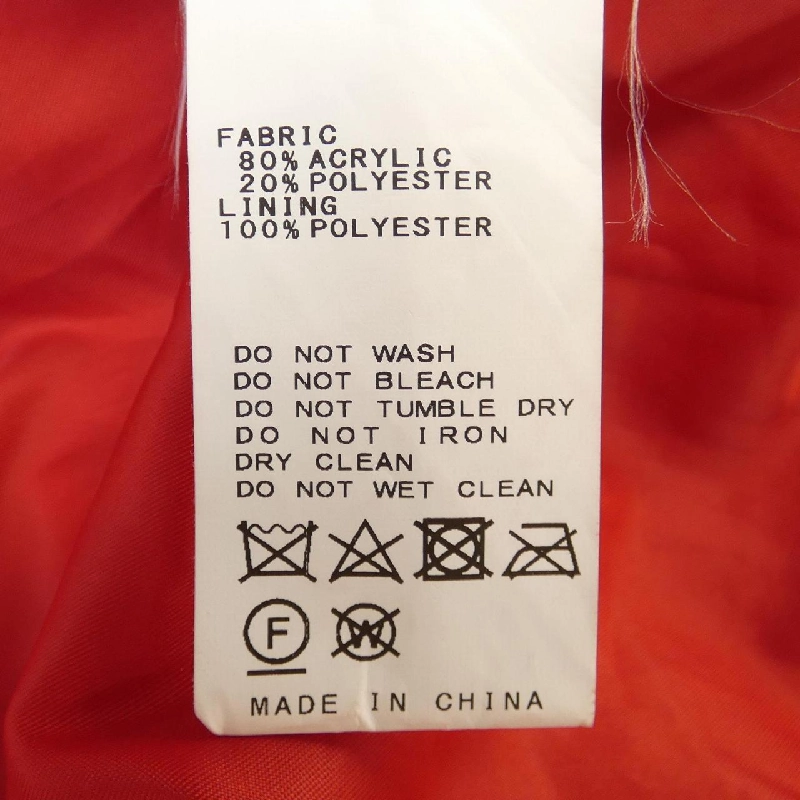 FABRIC
80% ACRYLIC
20% POLYESTER
LINING
100% POLYESTER
DO NOT WASH
DO NOT BLEACH
DO NOT TUMBLE DRY
DO NOT IRON
DRY CLEAN
DO NOT WET CLEAN
F W
MADE IN CHINA